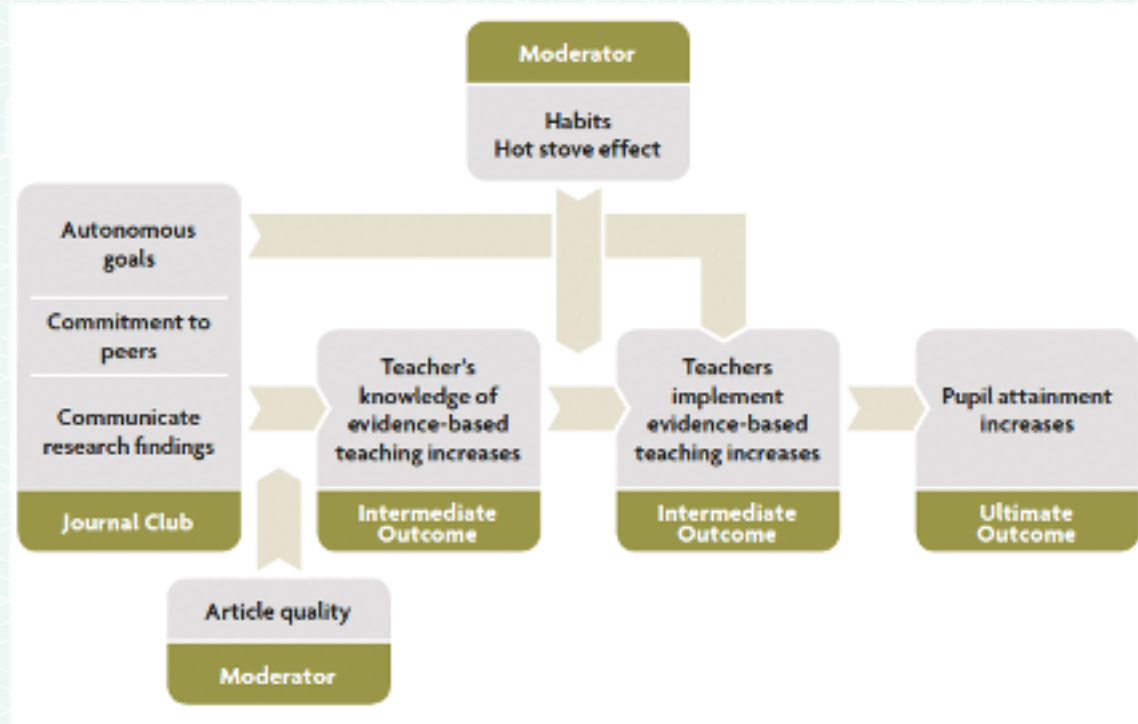 Moderator
Habits
Hot stove effect
Autonomous
goals
Commitment to
peers
Communicate
research findings
Journal Club
Teacher's
knowledge of
evidence-based
teaching increases
Intermediate
Outcome
Teachers
implement
evidence-based
teaching increases
Intermediate
Outcome
Pupil attainment
increases
Ultimate
Outcome
Article quality
Moderator